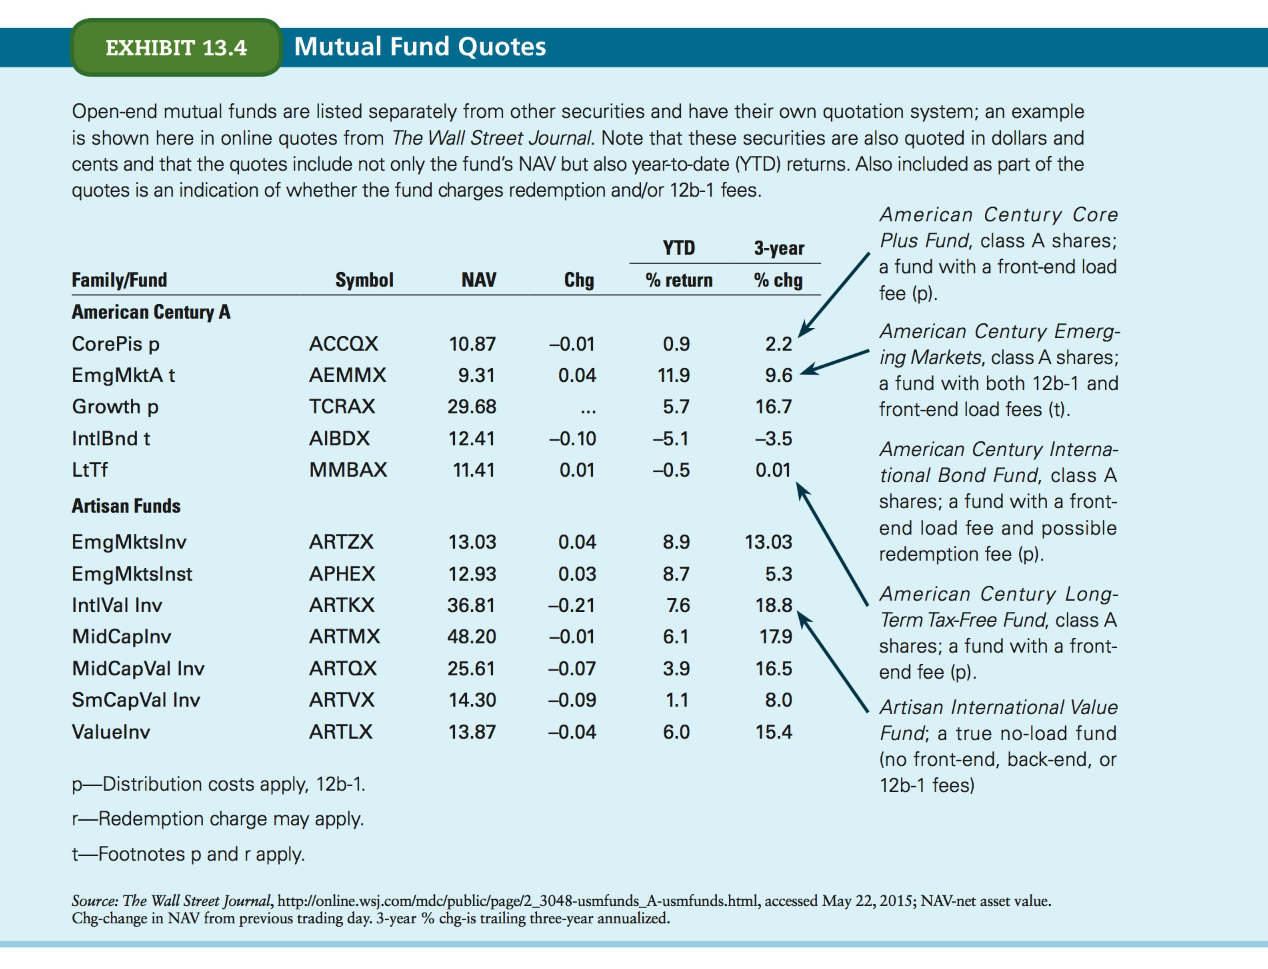 EXHIBIT 13.4 Mutual Fund Quotes
Open-end mutual funds are listed separately from other securities and have their own quotation system; an example
is shown here in online quotes from The Wall Street Journal. Note that these securities are also quoted in dollars and
cents and that the quotes include not only the fund's NAV but also year-to-date (YTD) returns. Also included as part of the
quotes is an indication of whether the fund charges redemption and/or 12b-1 fees.
YTD 3-year
Family/Fund Symbol NAV Chg % return % chg
American Century A
CorePis p ACCQX 10.87 –0.01 0.9 2.2
EmgMktA t AEMMX 9.31 0.04 11.9 9.6
Growth p TCRAX 29.68 ... 5.7 16.7
IntlBnd t AIBDX 12.41 –0.10 –5.1 –3.5
LtTf MMBAX 11.41 0.01 –0.5 0.01
Artisan Funds
EmgMktsInv ARTZX 13.03 0.04 8.9 13.03
EmgMktsInst APHEX 12.93 0.03 8.7 5.3
IntlVal Inv ARTKX 36.81 –0.21 7.6 18.8
MidCapInv ARTMX 48.20 –0.01 6.1 17.9
MidCapVal Inv ARTQX 25.61 –0.07 3.9 16.5
SmCapVal Inv ARTVX 14.30 –0.09 1.1 8.0
ValueInv ARTLX 13.87 –0.04 6.0 15.4
p—Distribution costs apply, 12b-1.
r—Redemption charge may apply.
t—Footnotes p and r apply.
American Century Core
Plus Fund, class A shares;
a fund with a front-end load
fee (p).
American Century Emerg-
ing Markets, class A shares;
a fund with both 12b-1 and
front-end load fees (t).
American Century Interna-
tional Bond Fund, class A
shares; a fund with a front-
end load fee and possible
redemption fee (p).
American Century Long-
Term Tax-Free Fund, class A
shares; a fund with a front-
end fee (p).
Artisan International Value
Fund; a true no-load fund
(no front-end, back-end, or
12b-1 fees)
Source: The Wall Street Journal, http://online.wsj.com/mdc/public/page/2_3048-usmfunds_A-usmfunds.html, accessed May 22, 2015; NAV-net asset value.
Chg-change in NAV from previous trading day. 3-year % chg-is trailing three-year annualized.